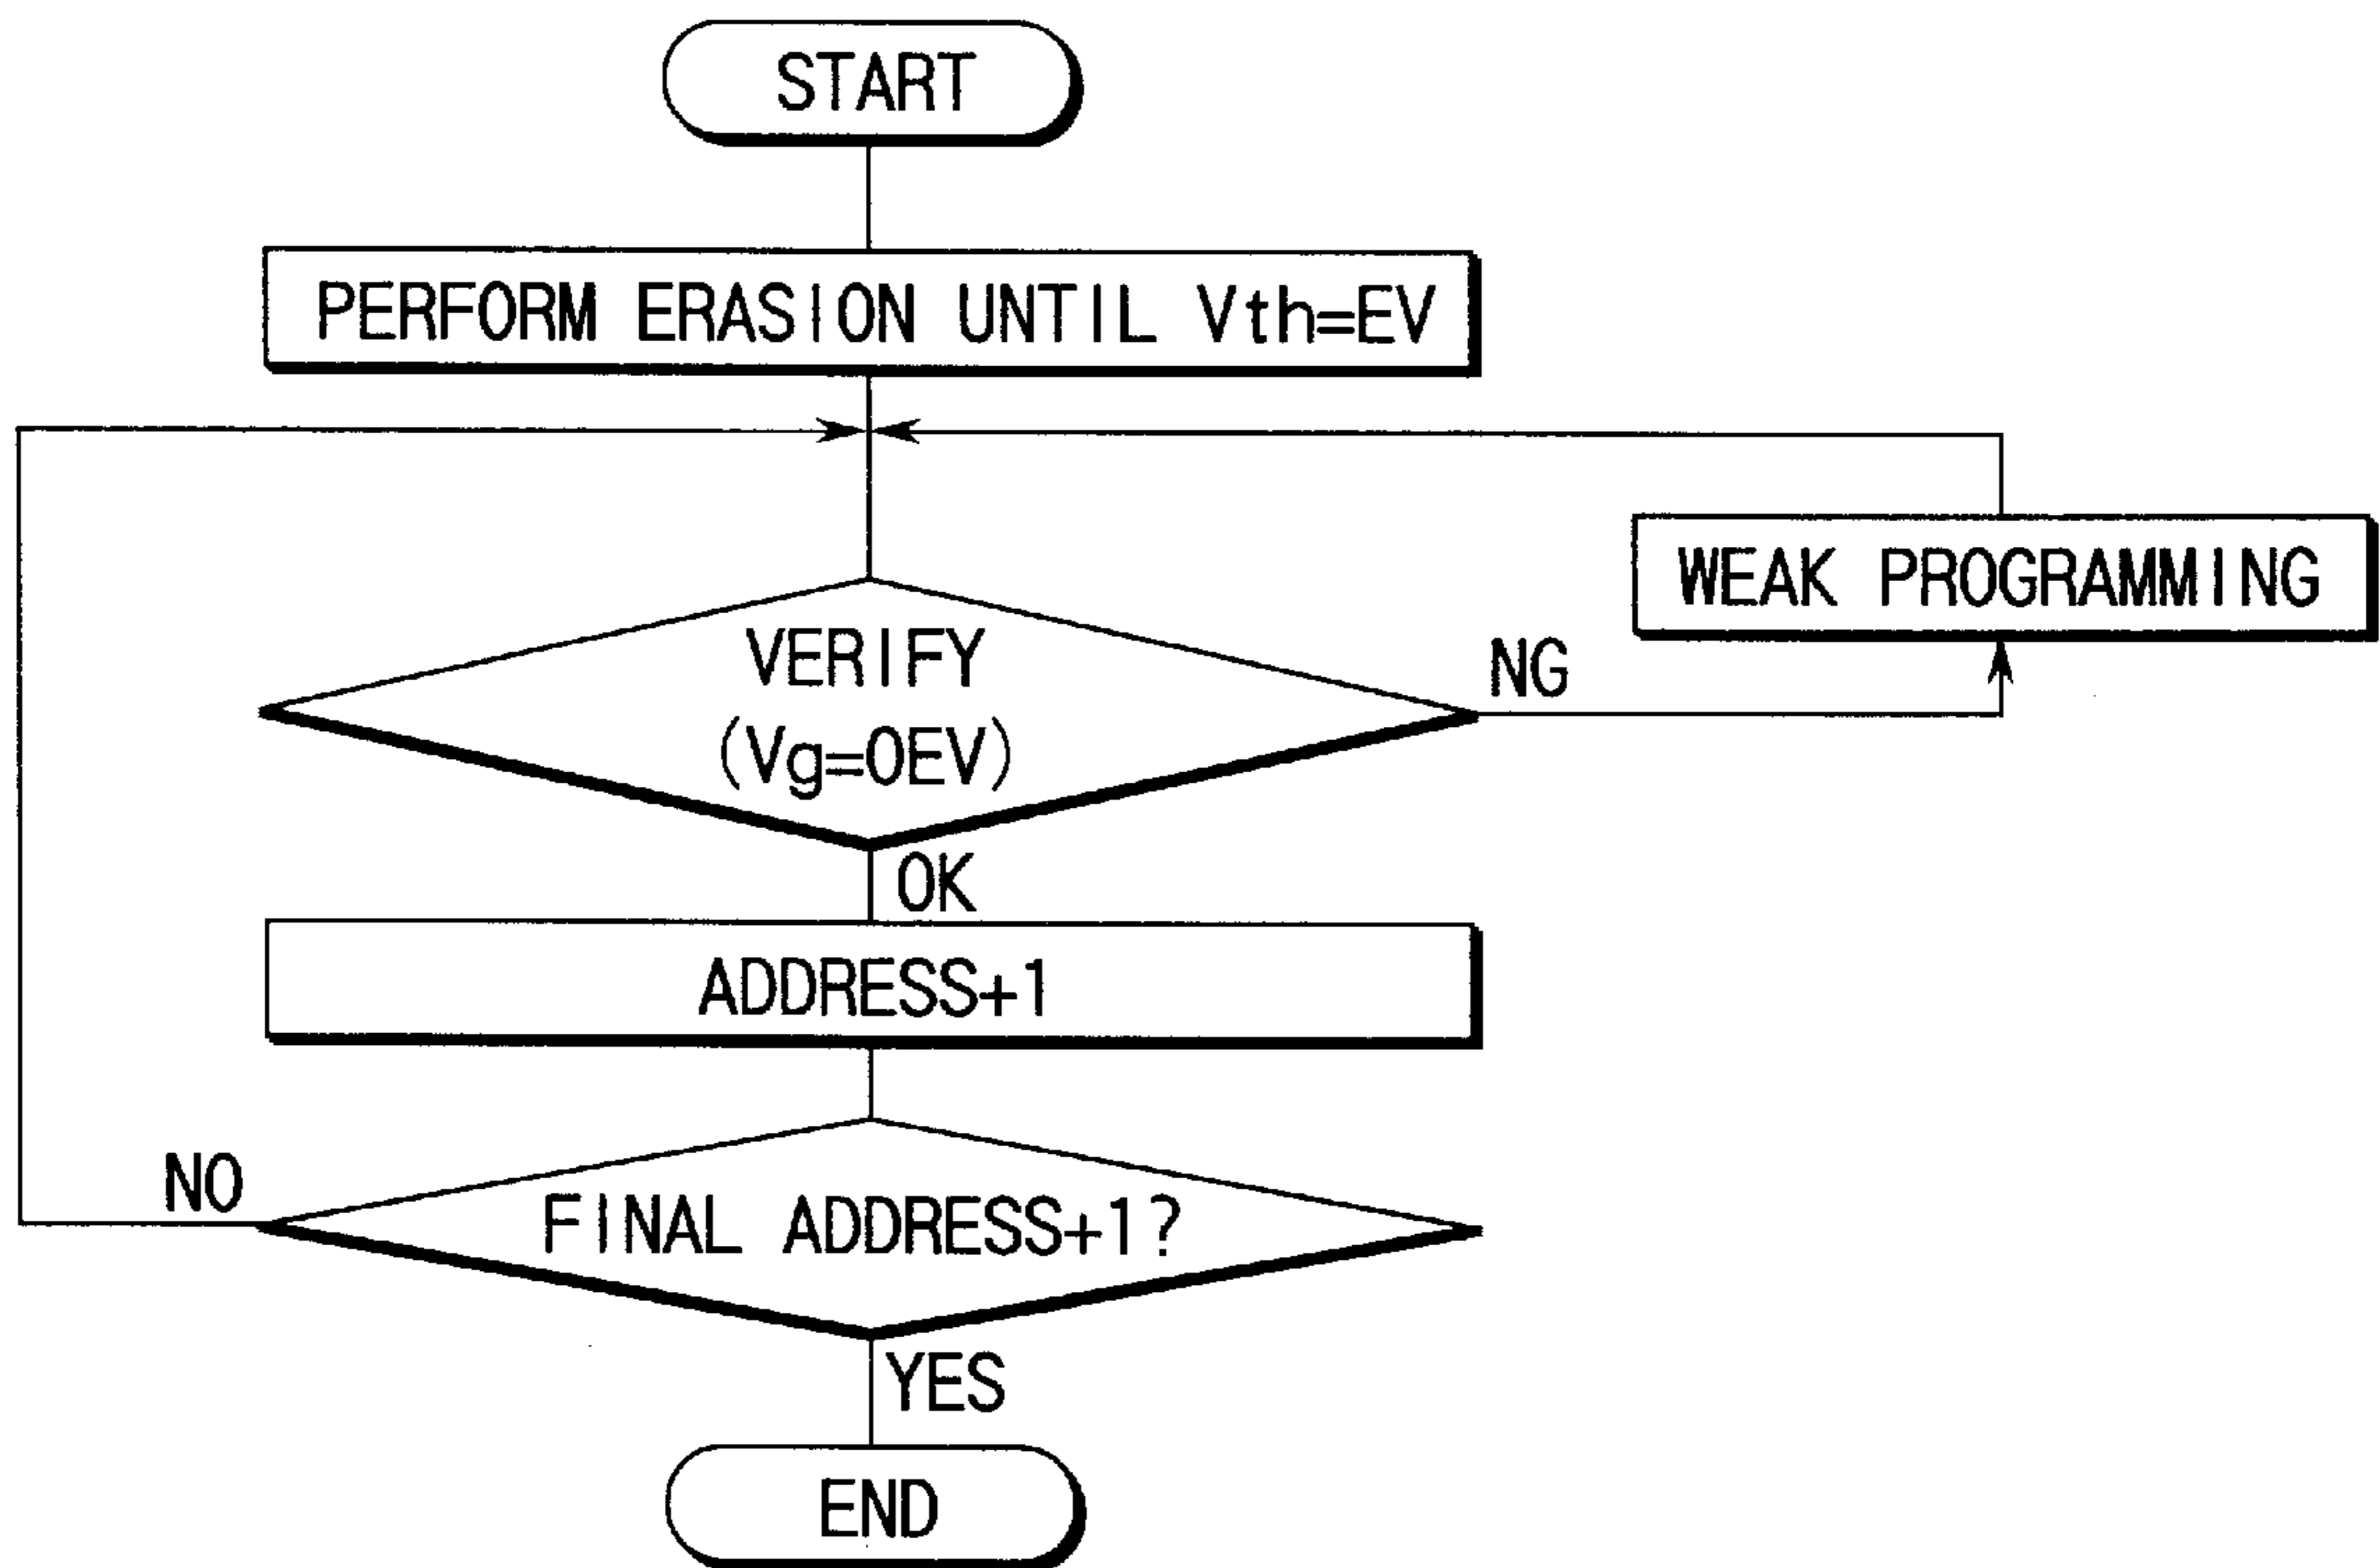 START
PERFORM ERASION UNTIL Vth=EV
WEAK PROGRAMMING
VERIFY
(Vg=OEV)
NG
OK
ADDRESS+1
NO
FINAL ADDRESS+1?
YES
END